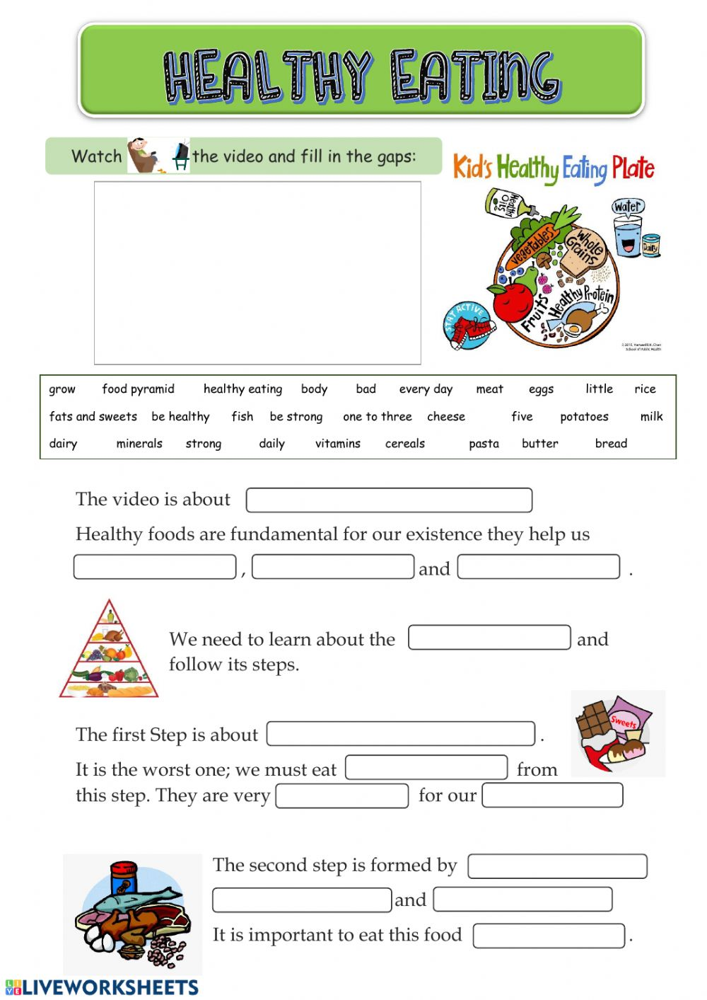 HEALTHY EATING
Watch the video and fill in the gaps:
Kid's Healthy Eating Plate
Healthy Oils
Water
Dairy
Vegetables
Whole Grains
Fruits
Healthy Protein
STAY ACTIVE
© 2015, Harvard T.H. Chan
School of Public Health
grow food pyramid healthy eating body bad every day meat eggs little rice
fats and sweets be healthy fish be strong one to three cheese five potatoes milk
dairy minerals strong daily vitamins cereals pasta butter bread
The video is about
Healthy foods are fundamental for our existence they help us
, and .
We need to learn about the and
follow its steps.
The first Step is about .
Sweets
It is the worst one; we must eat from
this step. They are very for our
The second step is formed by
and
It is important to eat this food .
LIVE LIVEWORKSHEETS